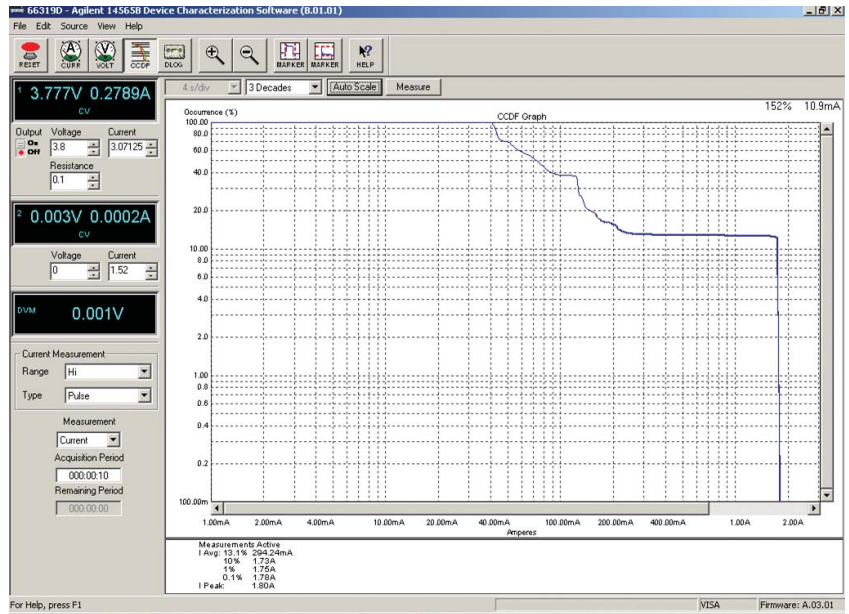 66319D - Agilent 14565B Device Characterization Software (B.01.01)
File Edit Source View Help
RESET
A
CURR
V
VOLT
CCDF
DLOG
MARKER
MARKER
HELP
1 3.777V 0.2789A
CV
Output Voltage Current
On
Off
3.8
3.07125
Resistance
0.1
2 0.003V 0.0002A
CV
Voltage Current
0
1.52
DVM 0.001V
Current Measurement
Range Hi
Type Pulse
Measurement
Current
Acquisition Period
000:00:10
Remaining Period
000:00:00
4 s/div
3 Decades
Auto Scale
Measure
152% 10.9mA
Occurrence (%)
CCDF Graph
100.00
80.0
60.0
40.0
20.0
10.00
8.0
6.0
4.0
2.0
1.00
0.8
0.6
0.4
0.2
100.00m
1.00mA 2.00mA 4.00mA 10.00mA 20.00mA 40.00mA 100.00mA 200.00mA 400.00mA 1.00A 2.00A
Amperes
Measurements Active
I Avg: 13.1% 294.24mA
10% 1.73A
1% 1.75A
0.1% 1.78A
I Peak: 1.80A
For Help, press F1
VISA
Firmware: A.03.01